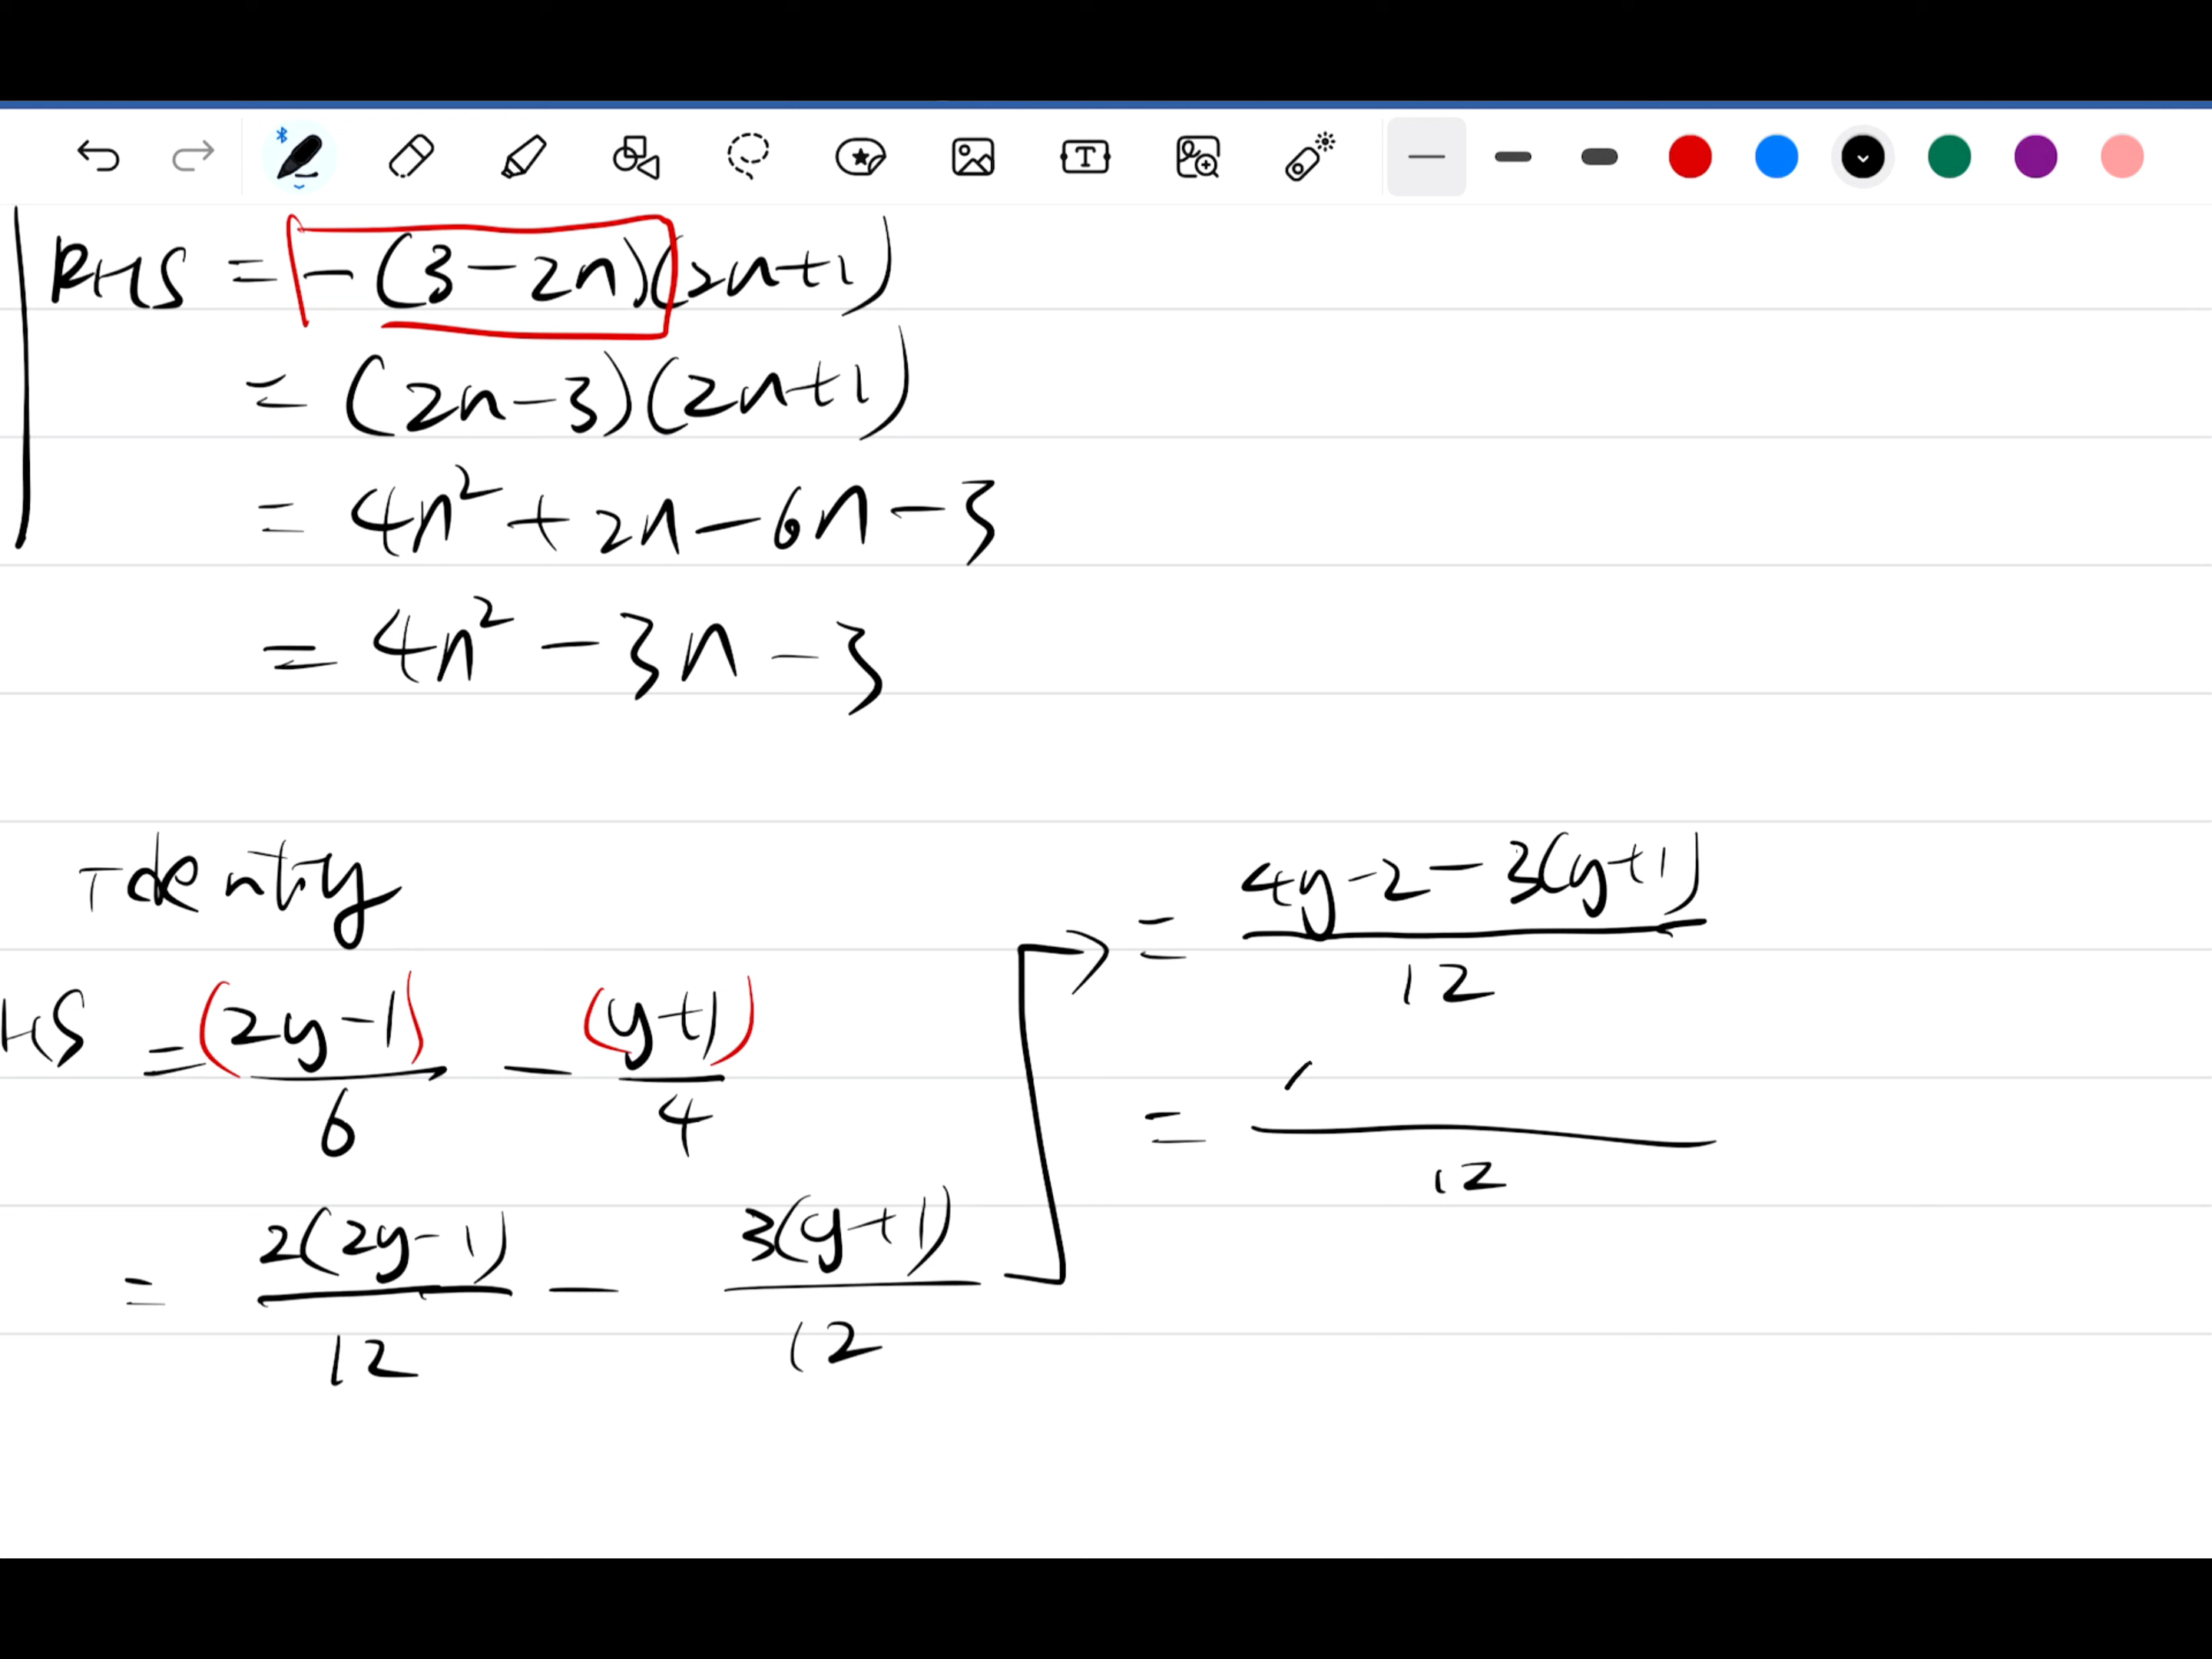 RHS = -(3-2n)(2n+1)
= (2n-3)(2n+1)
= 4n² + 2n - 6n - 3
= 4n² - 3n - 3
Identity
HS = (2y-1)/6 - (y+1)/4
= 2(2y-1)/12 - 3(y+1)/12
= (4y-2-3(y+1))/12
= /12